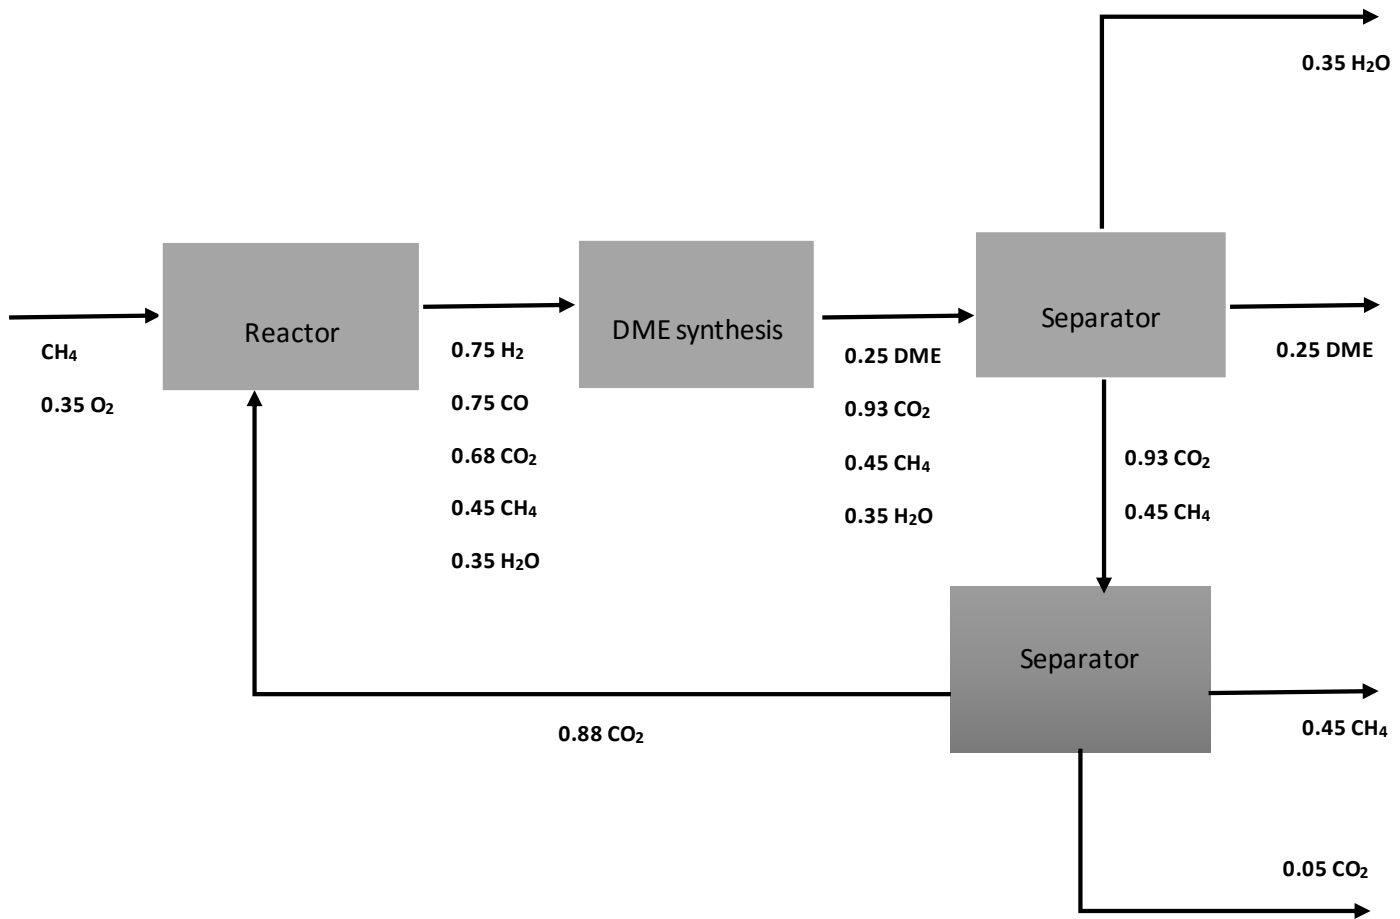 0.35 H₂O
Reactor
DME synthesis
Separator
CH₄
0.35 O₂
0.75 H₂
0.75 CO
0.68 CO₂
0.45 CH₄
0.35 H₂O
0.25 DME
0.93 CO₂
0.45 CH₄
0.35 H₂O
0.25 DME
0.93 CO₂
0.45 CH₄
Separator
0.88 CO₂
0.45 CH₄
0.05 CO₂